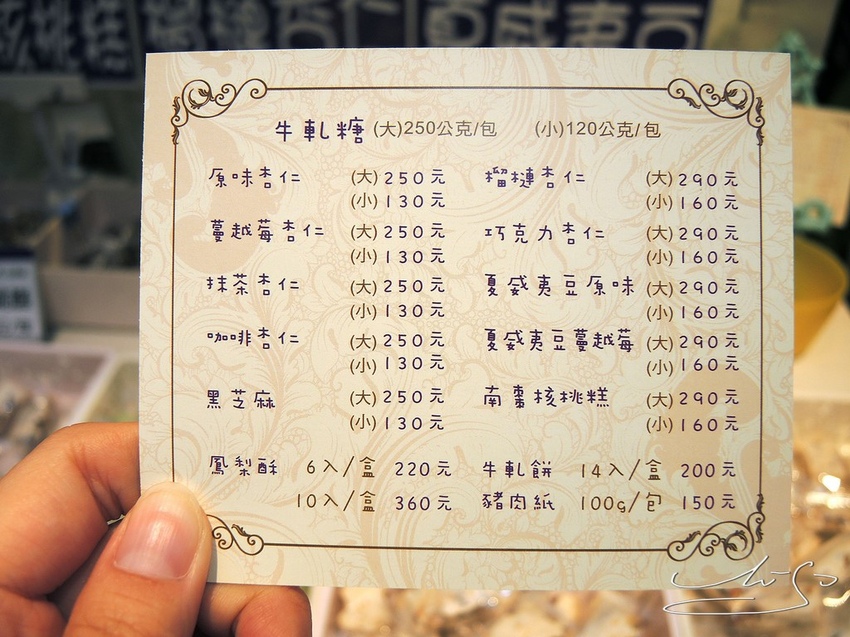 牛軋糖 (大)250公克/包 (小)120公克/包
原味杏仁 (大)250元 榴槤杏仁 (大)290元
(小)130元 (小)160元
蔓越莓杏仁 (大)250元 巧克力杏仁 (大)290元
(小)130元 (小)160元
抹茶杏仁 (大)250元 夏威夷豆原味 (大)290元
(小)130元 (小)160元
咖啡杏仁 (大)250元 夏威夷豆蔓越莓 (大)290元
(小)130元 (小)160元
黑芝麻 (大)250元 南棗核桃糕 (大)290元
(小)130元 (小)160元
鳳梨酥 6入/盒 220元 牛軋餅 14入/盒 200元
10入/盒 360元 豬肉紙 100g/包 150元